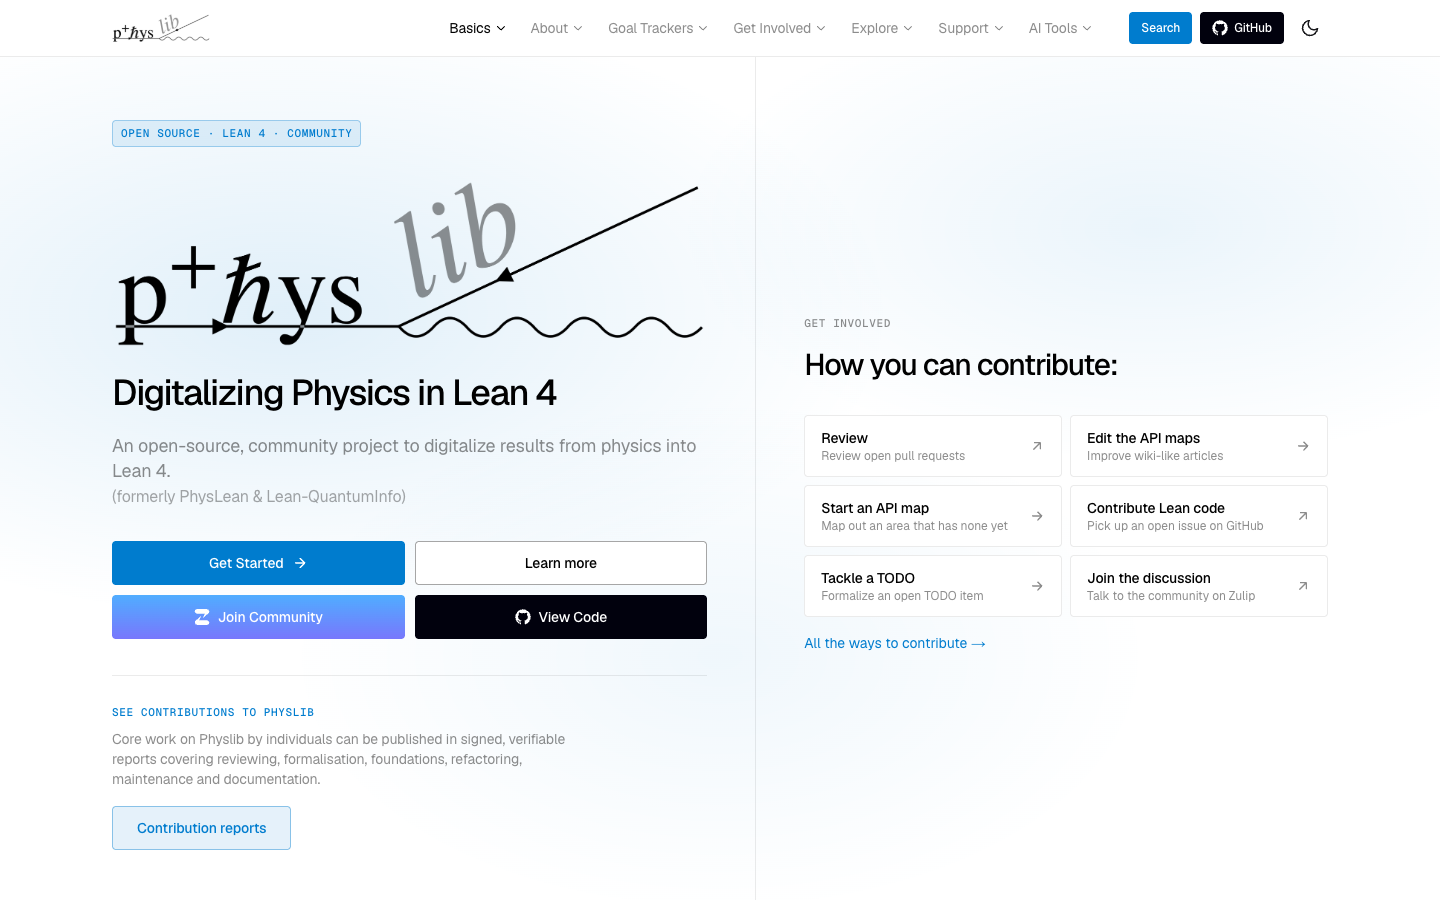 p⁺ħys lib
Basics
About
Goal Trackers
Get Involved
Explore
Support
AI Tools
Search
GitHub
OPEN SOURCE · LEAN 4 · COMMUNITY
p⁺ħys lib
Digitalizing Physics in Lean 4
An open-source, community project to digitalize results from physics into
Lean 4.
(formerly PhysLean & Lean-QuantumInfo)
Get Started →
Learn more
Join Community
View Code
SEE CONTRIBUTIONS TO PHYSLIB
Core work on Physlib by individuals can be published in signed, verifiable
reports covering reviewing, formalisation, foundations, refactoring,
maintenance and documentation.
Contribution reports
GET INVOLVED
How you can contribute:
Review
Review open pull requests
Edit the API maps
Improve wiki-like articles
Start an API map
Map out an area that has none yet
Contribute Lean code
Pick up an open issue on GitHub
Tackle a TODO
Formalize an open TODO item
Join the discussion
Talk to the community on Zulip
All the ways to contribute →